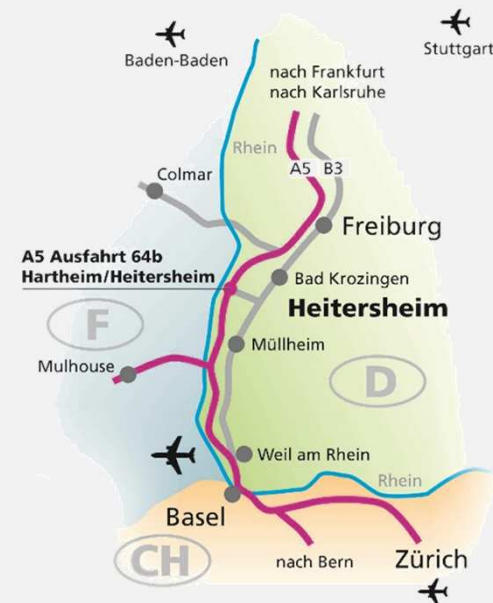 Baden-Baden
Stuttgart
nach Frankfurt
nach Karlsruhe
Rhein
A5 B3
Colmar
Freiburg
A5 Ausfahrt 64b
Hartheim/Heitersheim
Bad Krozingen
Heitersheim
F
Müllheim
Mulhouse
D
Weil am Rhein
Rhein
Basel
CH
nach Bern
Zürich